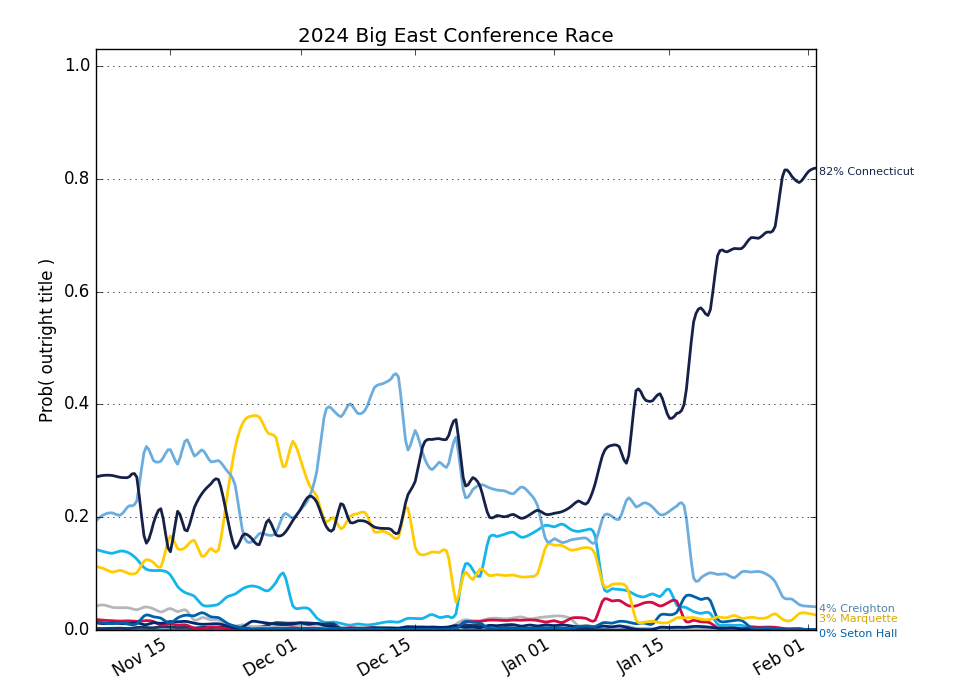 2024 Big East Conference Race
Prob( outright title )
1.0
0.8
0.6
0.4
0.2
0.0
82% Connecticut
4% Creighton
3% Marquette
0% Seton Hall
Nov 15
Dec 01
Dec 15
Jan 01
Jan 15
Feb 01